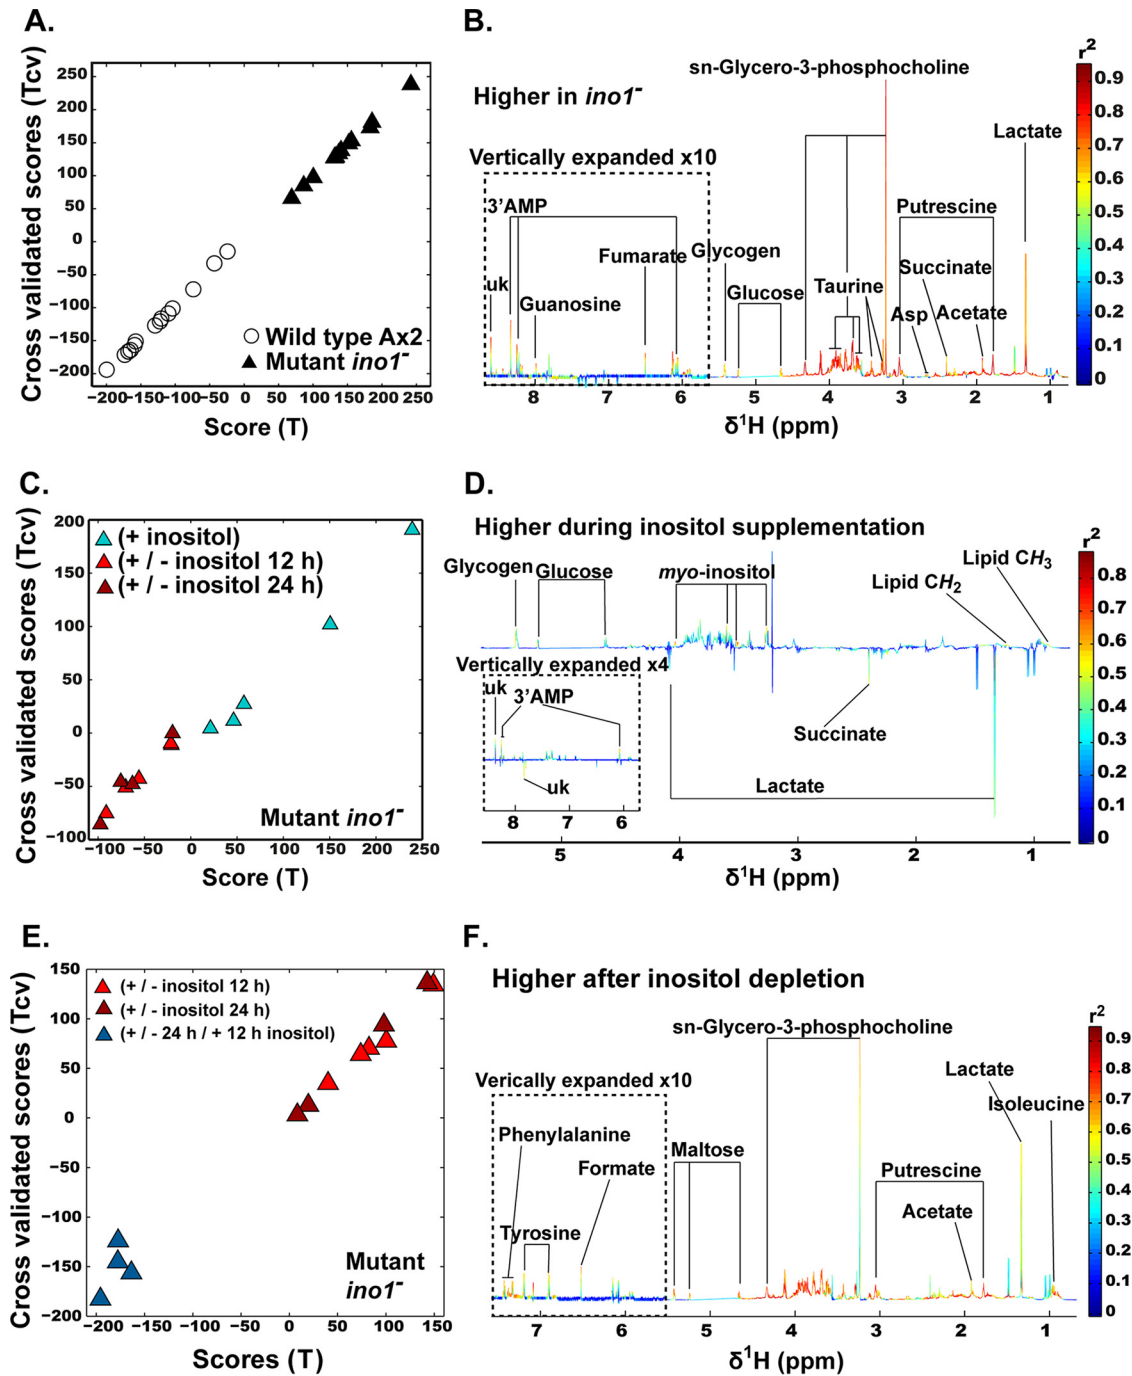 A.
Cross validated scores (Tcv)
250
200
150
100
50
0
−50
−100
−150
−200
−200 −150 −100 −50 0 50 100 150 200 250
Score (T)
Wild type Ax2
Mutant ino1-
B.
Higher in ino1-
sn-Glycero-3-phosphocholine
Lactate
Vertically expanded x10
3'AMP
Fumarate
uk
Guanosine
Glycogen
Glucose
Taurine
Putrescine
Succinate
Asp
Acetate
8 7 6 5 4 3 2 1
δ1H (ppm)
r2
0.9
0.8
0.7
0.6
0.5
0.4
0.3
0.2
0.1
0
C.
Cross validated scores (Tcv)
200
150
100
50
0
−50
−100
−100 −50 0 50 100 150 200 250
Score (T)
(+ inositol)
(+ / - inositol 12 h)
(+ / - inositol 24 h)
Mutant ino1-
D.
Higher during inositol supplementation
Glycogen
Glucose
myo-inositol
Lipid CH2
Lipid CH3
Vertically expanded x4
uk
3'AMP
uk
8 7 6
Succinate
Lactate
5 4 3 2 1
δ1H (ppm)
r2
0.8
0.7
0.6
0.5
0.4
0.3
0.2
0.1
0
E.
Cross validated scores (Tcv)
150
100
50
0
−50
−100
−150
−200
−200 −150 −100 −50 0 50 100 150
Scores (T)
(+ / - inositol 12 h)
(+ / - inositol 24 h)
(+ / - 24 h / + 12 h inositol)
Mutant
ino1-
F.
Higher after inositol depletion
sn-Glycero-3-phosphocholine
Lactate
Isoleucine
Verically expanded x10
Phenylalanine
Formate
Tyrosine
Maltose
Putrescine
Acetate
7 6 5 4 3 2 1
δ1H (ppm)
r2
0.9
0.8
0.7
0.6
0.5
0.4
0.3
0.2
0.1
0